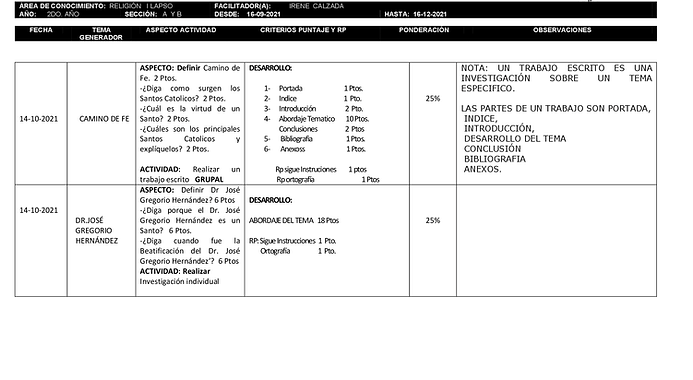 ÁREA DE CONOCIMIENTO: RELIGIÓN I LAPSO FACILITADOR(A): IRENE CALZADA
AÑO: 2DO. AÑO SECCIÓN: A Y B DESDE: 16-09-2021 HASTA: 16-12-2021
FECHA TEMA GENERADOR ASPECTO ACTIVIDAD CRITERIOS PUNTAJE Y RP PONDERACIÓN OBSERVACIONES
14-10-2021
CAMINO DE FE
ASPECTO: Definir Camino de
Fe. 2 Ptos.
-¿Diga como surgen los
Santos Catolicos? 2 Ptos.
-¿Cuál es la virtud de un
Santo? 2 Ptos.
-¿Cuáles son los principales
Santos Catolicos y
explíquelos? 2 Ptos.
ACTIVIDAD: Realizar un
trabajo escrito GRUPAL
DESARROLLO:
1- Portada 1 Ptos.
2- Indice 1 Pto.
3- Introducción 2 Pto.
4- Abordaje Tematico 10 Ptos.
Conclusiones 2 Ptos
5- Bibliografia 1 Ptos.
6- Anexoss 1 Pto.
Rp sigue Instruciones 1 ptos
Rp ortografía 1 Ptos
25%
NOTA: UN TRABAJO ESCRITO ES UNA
INVESTIGACIÓN SOBRE UN TEMA
ESPECIFICO.
LAS PARTES DE UN TRABAJO SON PORTADA,
INDICE,
INTRODUCCIÓN,
DESARROLLO DEL TEMA
CONCLUSIÓN
BIBLIOGRAFIA
ANEXOS.
14-10-2021
DR.JOSÉ
GREGORIO
HERNÁNDEZ
ASPECTO: Definir Dr José
Gregorio Hernández? 6 Ptos
-¿Diga porque el Dr. José
Gregorio Hernández es un
Santo? 6 Ptos.
-¿Diga cuando fue la
Beatificación del Dr. José
Gregorio Hernández'? 6 Ptos
ACTIVIDAD: Realizar
Investigación individual
DESARROLLO:
ABORDAJE DEL TEMA 18 Ptos
RP: Sigue Instrucciones 1 Pto.
Ortografía 1 Pto.
25%